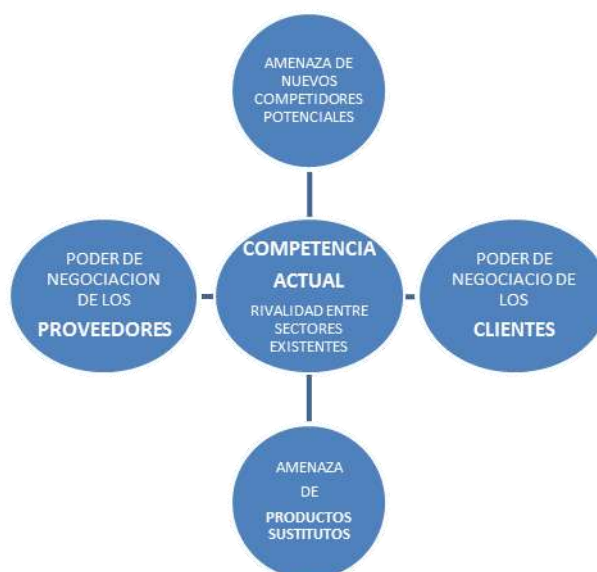 AMENAZA DE
NUEVOS
COMPETIDORES
POTENCIALES
PODER DE
NEGOCIACION
DE LOS
PROVEEDORES
COMPETENCIA
ACTUAL
RIVALIDAD ENTRE
SECTORES
EXISTENTES
PODER DE
NEGOCIACIO DE
LOS
CLIENTES
AMENAZA
DE
PRODUCTOS
SUSTITUTOS